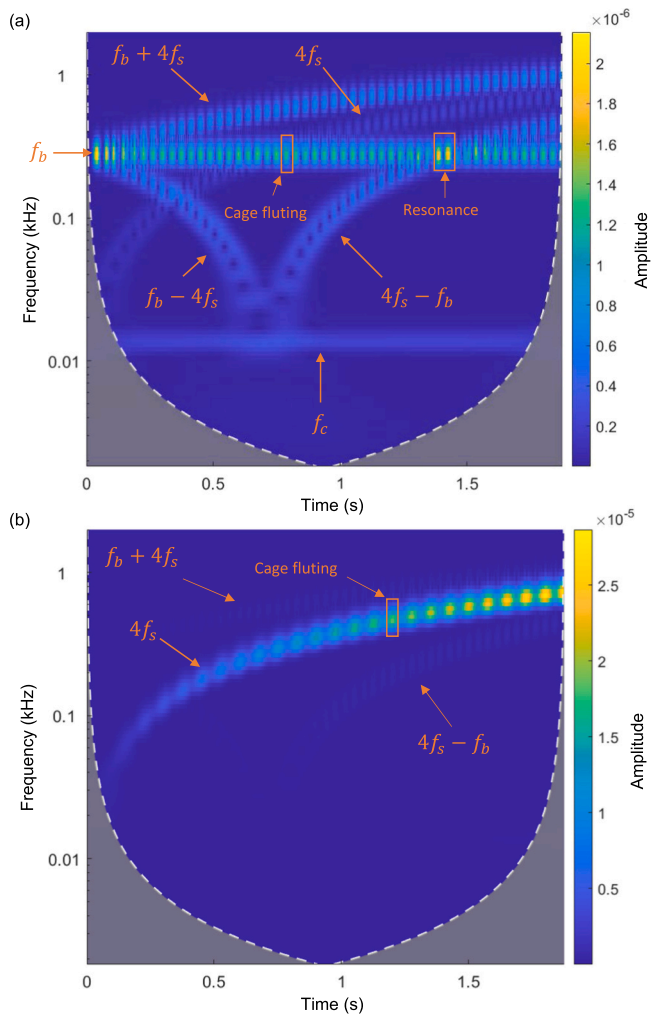 (a)
×10⁻⁶
f_b + 4f_s
4f_s
1
2
1.8
f_b
1.6
Frequency (kHz)
0.1
Cage fluting
Resonance
1.4
1.2
Amplitude
1
f_b − 4f_s
4f_s − f_b
0.8
0.01
0.6
f_c
0.4
0.2
0
0.5
1
1.5
Time (s)
(b)
×10⁻⁵
f_b + 4f_s
Cage fluting
1
2.5
4f_s
2
Frequency (kHz)
0.1
4f_s − f_b
1.5
Amplitude
1
0.01
0.5
0
0.5
1
1.5
Time (s)